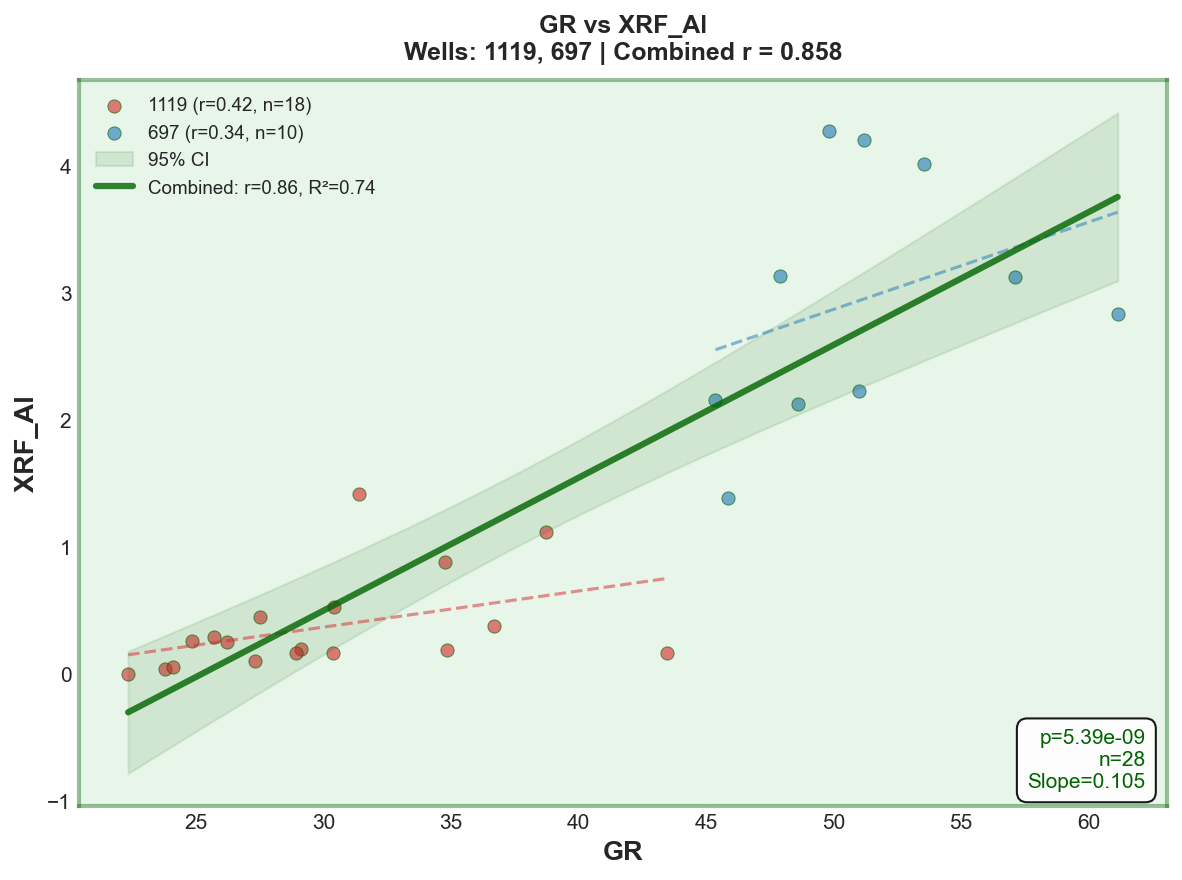 GR vs XRF_Al
Wells: 1119, 697 | Combined r = 0.858
1119 (r=0.42, n=18)
697 (r=0.34, n=10)
95% CI
Combined: r=0.86, R²=0.74
XRF_Al
4
3
2
1
0
−1
p=5.39e-09
n=28
Slope=0.105
25 30 35 40 45 50 55 60
GR